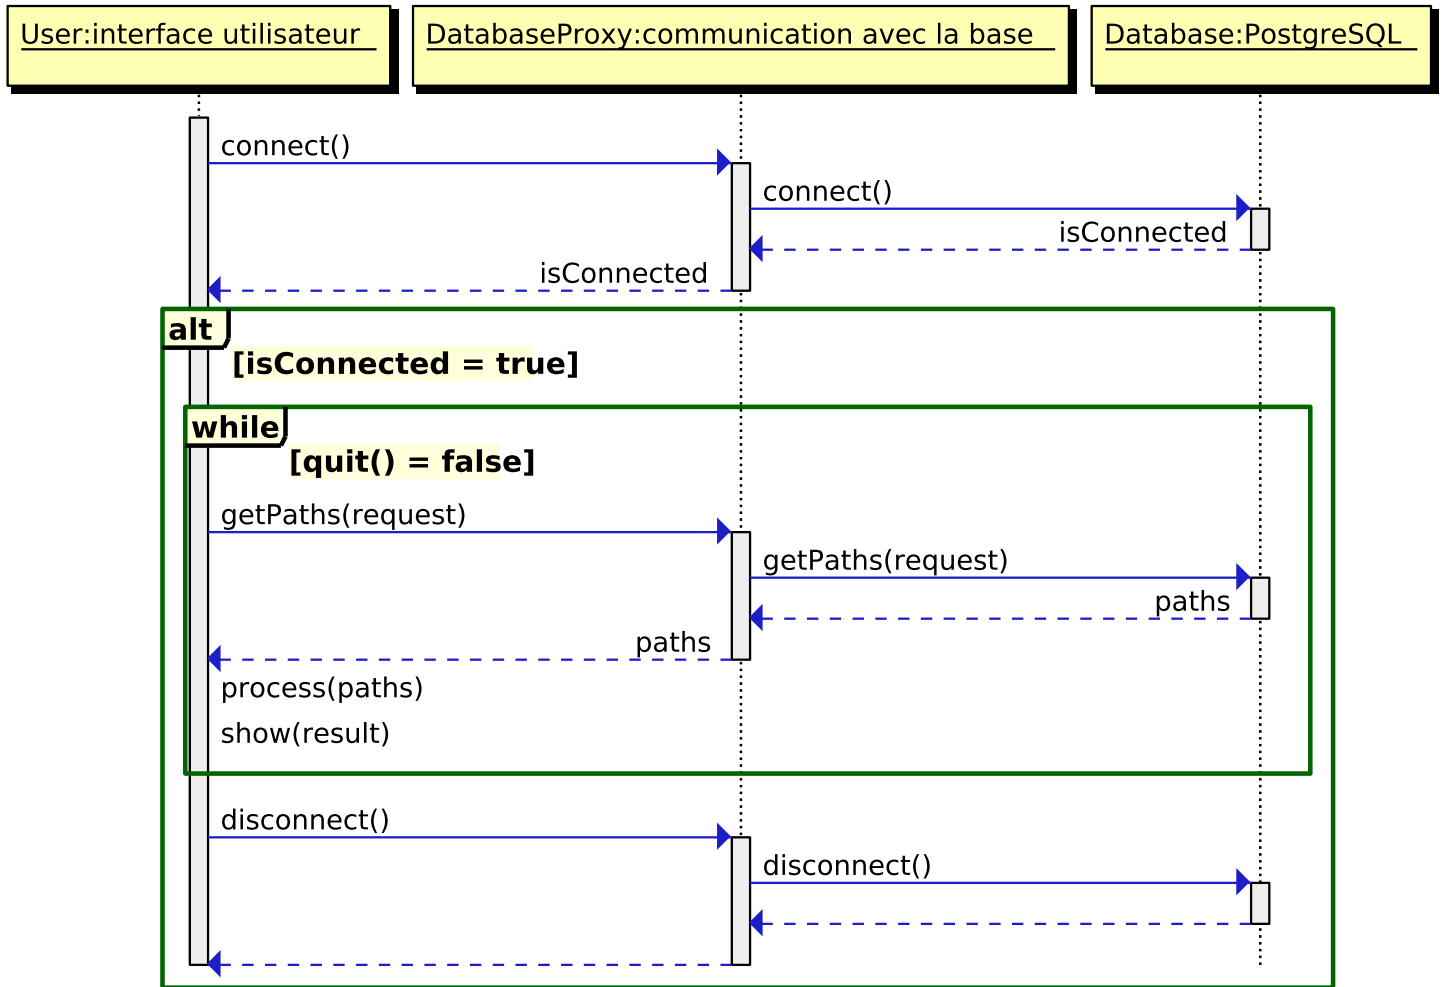 User:interface utilisateur
DatabaseProxy:communication avec la base
Database:PostgreSQL
connect()
connect()
isConnected
isConnected
alt
[isConnected = true]
while
[quit() = false]
getPaths(request)
getPaths(request)
paths
paths
process(paths)
show(result)
disconnect()
disconnect()